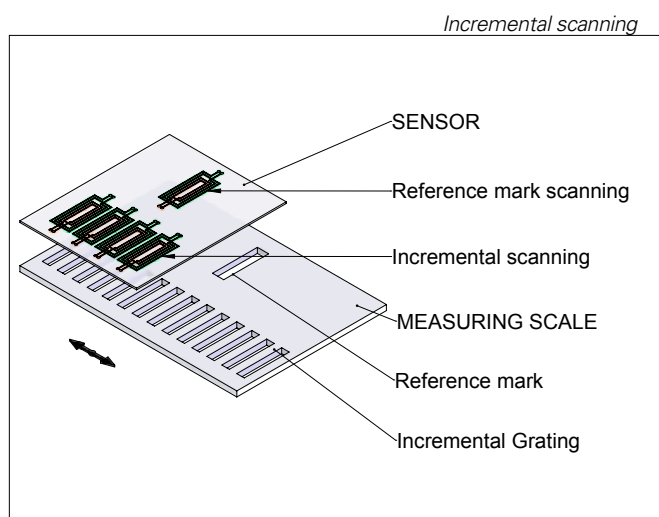 Incremental scanning
SENSOR
Reference mark scanning
Incremental scanning
MEASURING SCALE
Reference mark
Incremental Grating